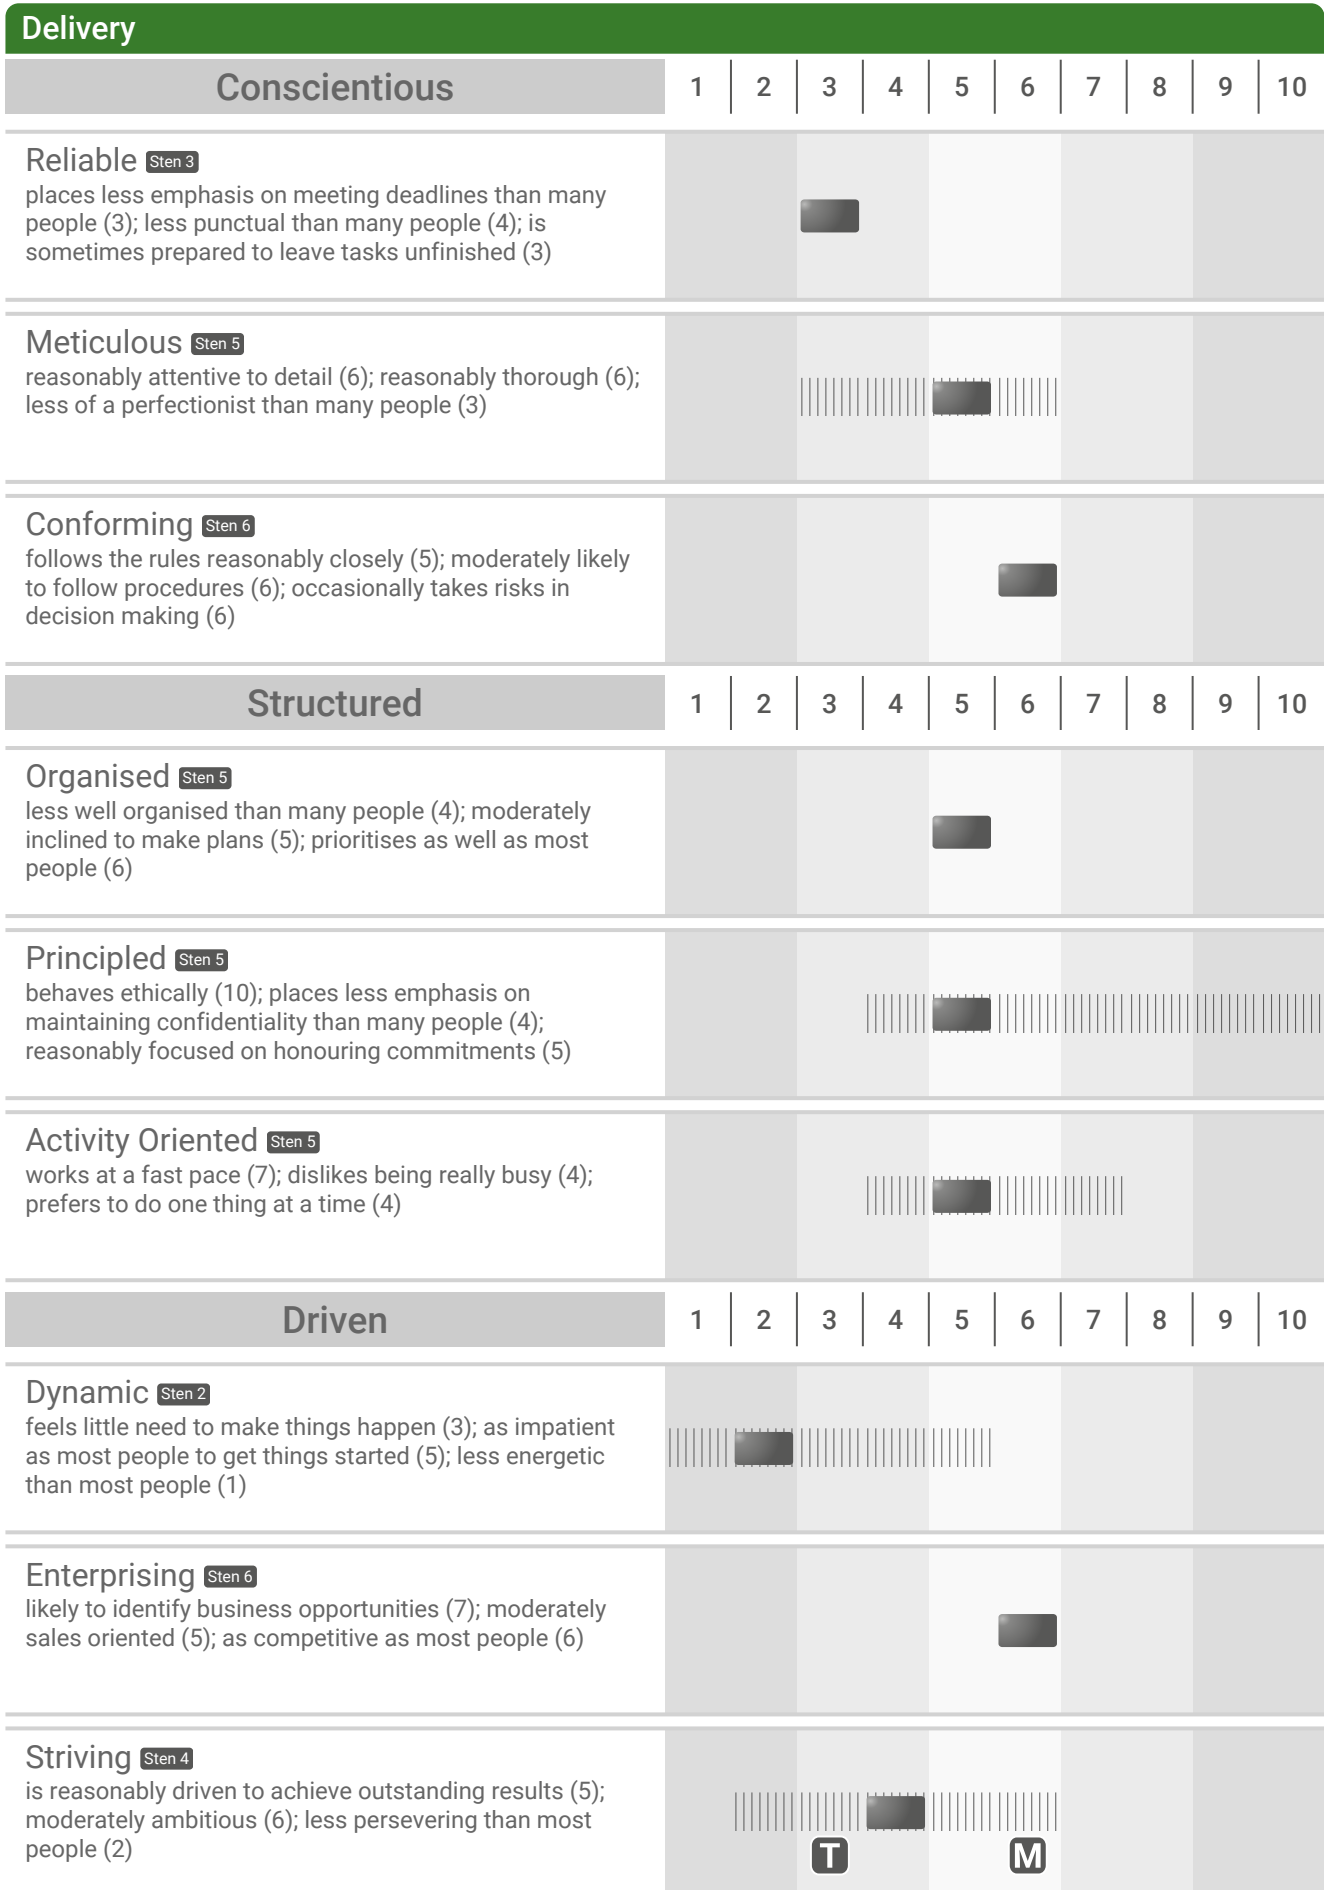 Delivery
Conscientious 1 2 3 4 5 6 7 8 9 10
Reliable Sten 3
places less emphasis on meeting deadlines than many
people (3); less punctual than many people (4); is
sometimes prepared to leave tasks unfinished (3)
Meticulous Sten 5
reasonably attentive to detail (6); reasonably thorough (6);
less of a perfectionist than many people (3)
Conforming Sten 6
follows the rules reasonably closely (5); moderately likely
to follow procedures (6); occasionally takes risks in
decision making (6)
Structured 1 2 3 4 5 6 7 8 9 10
Organised Sten 5
less well organised than many people (4); moderately
inclined to make plans (5); prioritises as well as most
people (6)
Principled Sten 5
behaves ethically (10); places less emphasis on
maintaining confidentiality than many people (4);
reasonably focused on honouring commitments (5)
Activity Oriented Sten 5
works at a fast pace (7); dislikes being really busy (4);
prefers to do one thing at a time (4)
Driven 1 2 3 4 5 6 7 8 9 10
Dynamic Sten 2
feels little need to make things happen (3); as impatient
as most people to get things started (5); less energetic
than most people (1)
Enterprising Sten 6
likely to identify business opportunities (7); moderately
sales oriented (5); as competitive as most people (6)
Striving Sten 4
is reasonably driven to achieve outstanding results (5);
moderately ambitious (6); less persevering than most
people (2)
T M